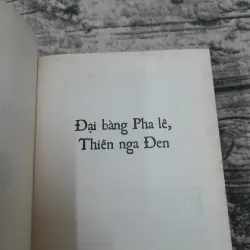 Đại bàng Pha lê,
Thiên nga Đen